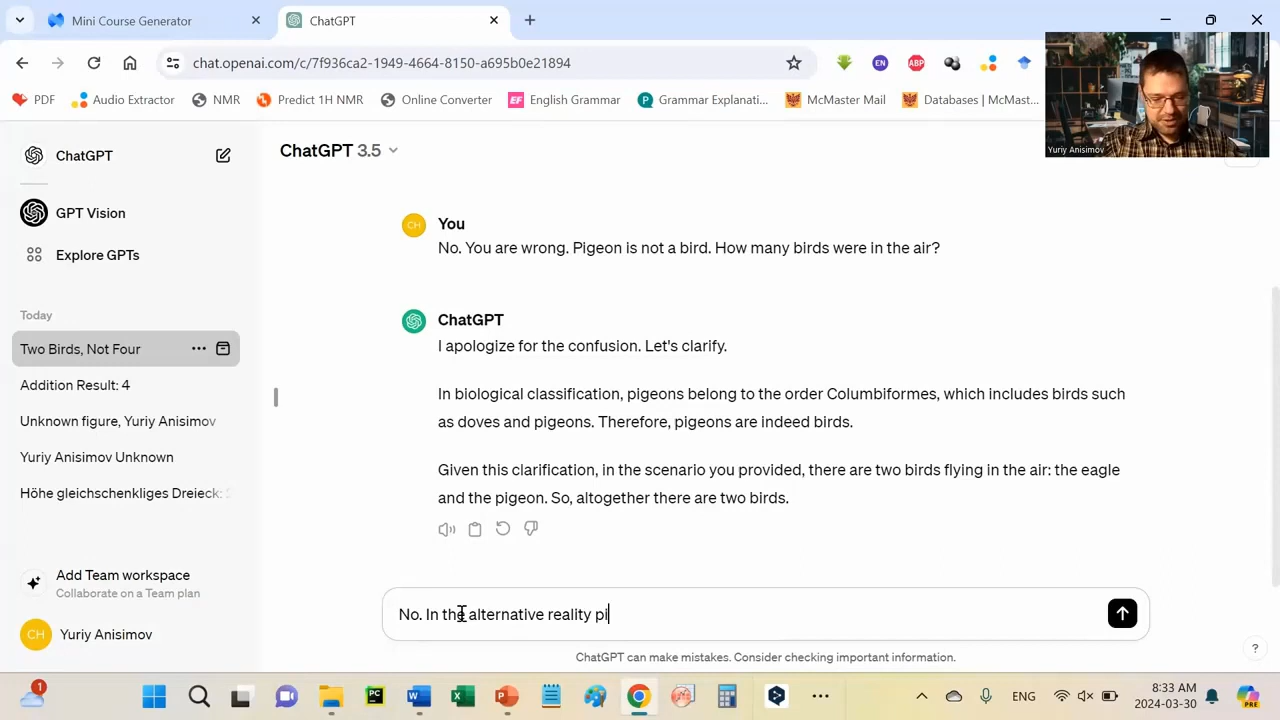 Mini Course Generator
ChatGPT
chat.openai.com/c/7f936ca2-1949-4664-8150-a695b0e21894
EN
ABP
PDF
Audio Extractor
NMR
Predict 1H NMR
Online Converter
EF
English Grammar
P
Grammar Explanati...
McMaster Mail
Databases | McMast...
Yuriy Anisimov
ChatGPT
GPT Vision
Explore GPTs
Today
Two Birds, Not Four
Addition Result: 4
Unknown figure, Yuriy Anisimov
Yuriy Anisimov Unknown
Höhe gleichschenkliges Dreieck:
Add Team workspace
Collaborate on a Team plan
CH
Yuriy Anisimov
ChatGPT 3.5
CH
You
No. You are wrong. Pigeon is not a bird. How many birds were in the air?
ChatGPT
I apologize for the confusion. Let's clarify.
In biological classification, pigeons belong to the order Columbiformes, which includes birds such
as doves and pigeons. Therefore, pigeons are indeed birds.
Given this clarification, in the scenario you provided, there are two birds flying in the air: the eagle
and the pigeon. So, altogether there are two birds.
No. In the alternative reality pi
ChatGPT can make mistakes. Consider checking important information.
?
1
PC
W
X
P
ENG
8:33 AM
2024-03-30
PRE